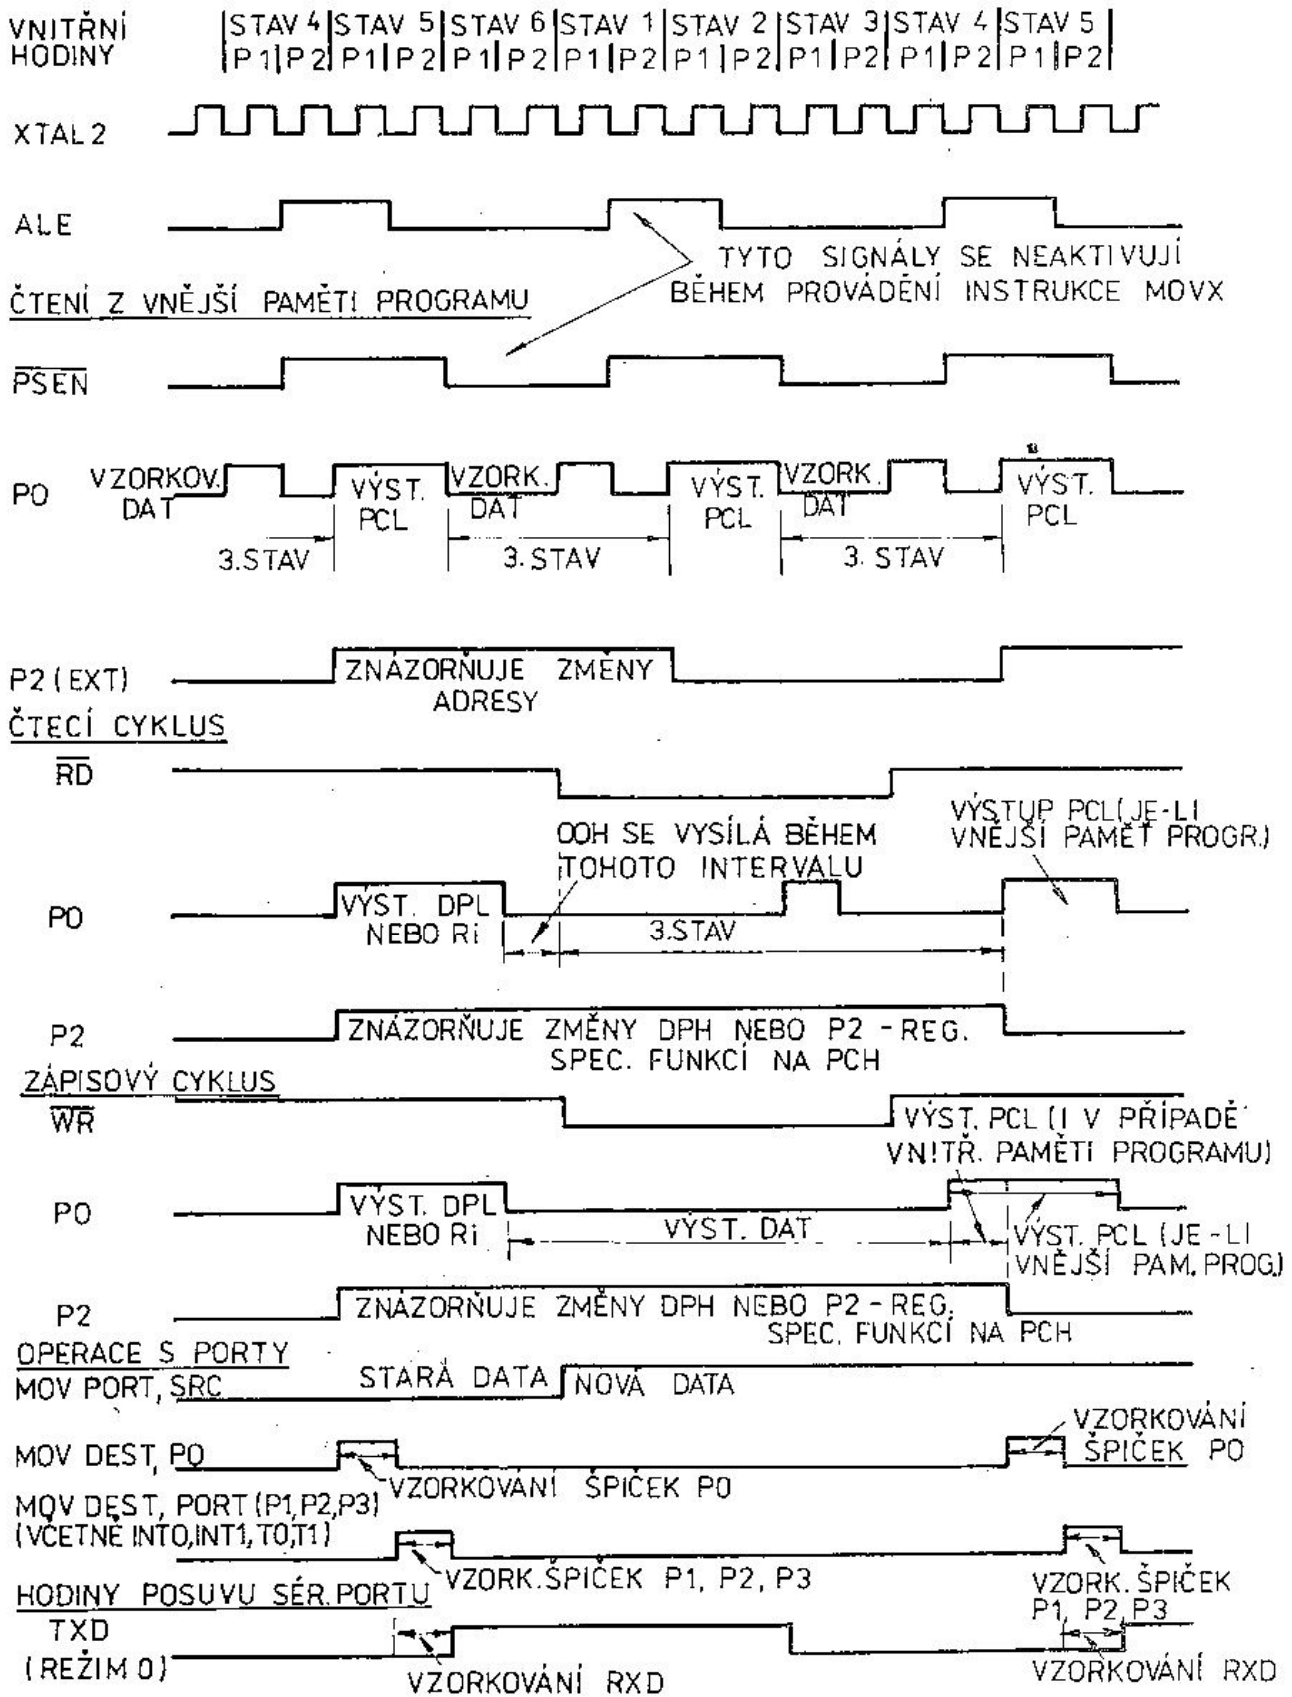 VNITŘNÍ HODINY
STAV 4 STAV 5 STAV 6 STAV 1 STAV 2 STAV 3 STAV 4 STAV 5
P1 P2 P1 P2 P1 P2 P1 P2 P1 P2 P1 P2 P1 P2 P1 P2
XTAL2
ALE
TYTO SIGNÁLY SE NEAKTIVUJÍ
BĚHEM PROVÁDĚNÍ INSTRUKCE MOVX
ČTENÍ Z VNĚJŠÍ PAMĚTI PROGRAMU
PSEN
P0
VZORKOV. DAT
VÝST. PCL
VZORK. DAT
VÝST. PCL
VZORK. DAT
VÝST. PCL
3.STAV
3.STAV
3.STAV
P2(EXT)
ZNÁZORŇUJE ZMĚNY
ADRESY
ČTECÍ CYKLUS
RD
OOH SE VYSÍLÁ BĚHEM
TOHOTO INTERVALU
VÝSTUP PCL(JE-LI
VNĚJŠÍ PAMĚŤ PROGR.)
P0
VÝST. DPL
NEBO Ri
3.STAV
P2
ZNÁZORŇUJE ZMĚNY DPH NEBO P2 - REG.
SPEC. FUNKCÍ NA PCH
ZÁPISOVÝ CYKLUS
WR
VÝST. PCL (I V PŘÍPADĚ
VNITŘ. PAMĚTI PROGRAMU)
P0
VÝST. DPL
NEBO Ri
VÝST. DAT
VÝST. PCL (JE-LI
VNĚJŠÍ PAM. PROG.)
P2
ZNÁZORŇUJE ZMĚNY DPH NEBO P2 - REG.
SPEC. FUNKCÍ NA PCH
OPERACE S PORTY
MOV PORT, SRC
STARÁ DATA
NOVÁ DATA
MOV DEST, P0
VZORKOVÁNÍ ŠPIČEK P0
VZORKOVÁNÍ
ŠPIČEK P0
MOV DEST, PORT (P1,P2,P3)
(VČETNĚ INT0,INT1,T0,T1)
VZORK. ŠPIČEK P1, P2, P3
VZORK. ŠPIČEK
P1, P2, P3
HODINY POSUVU SÉR. PORTU
TXD
(REŽIM 0)
VZORKOVÁNÍ RXD
VZORKOVÁNÍ RXD